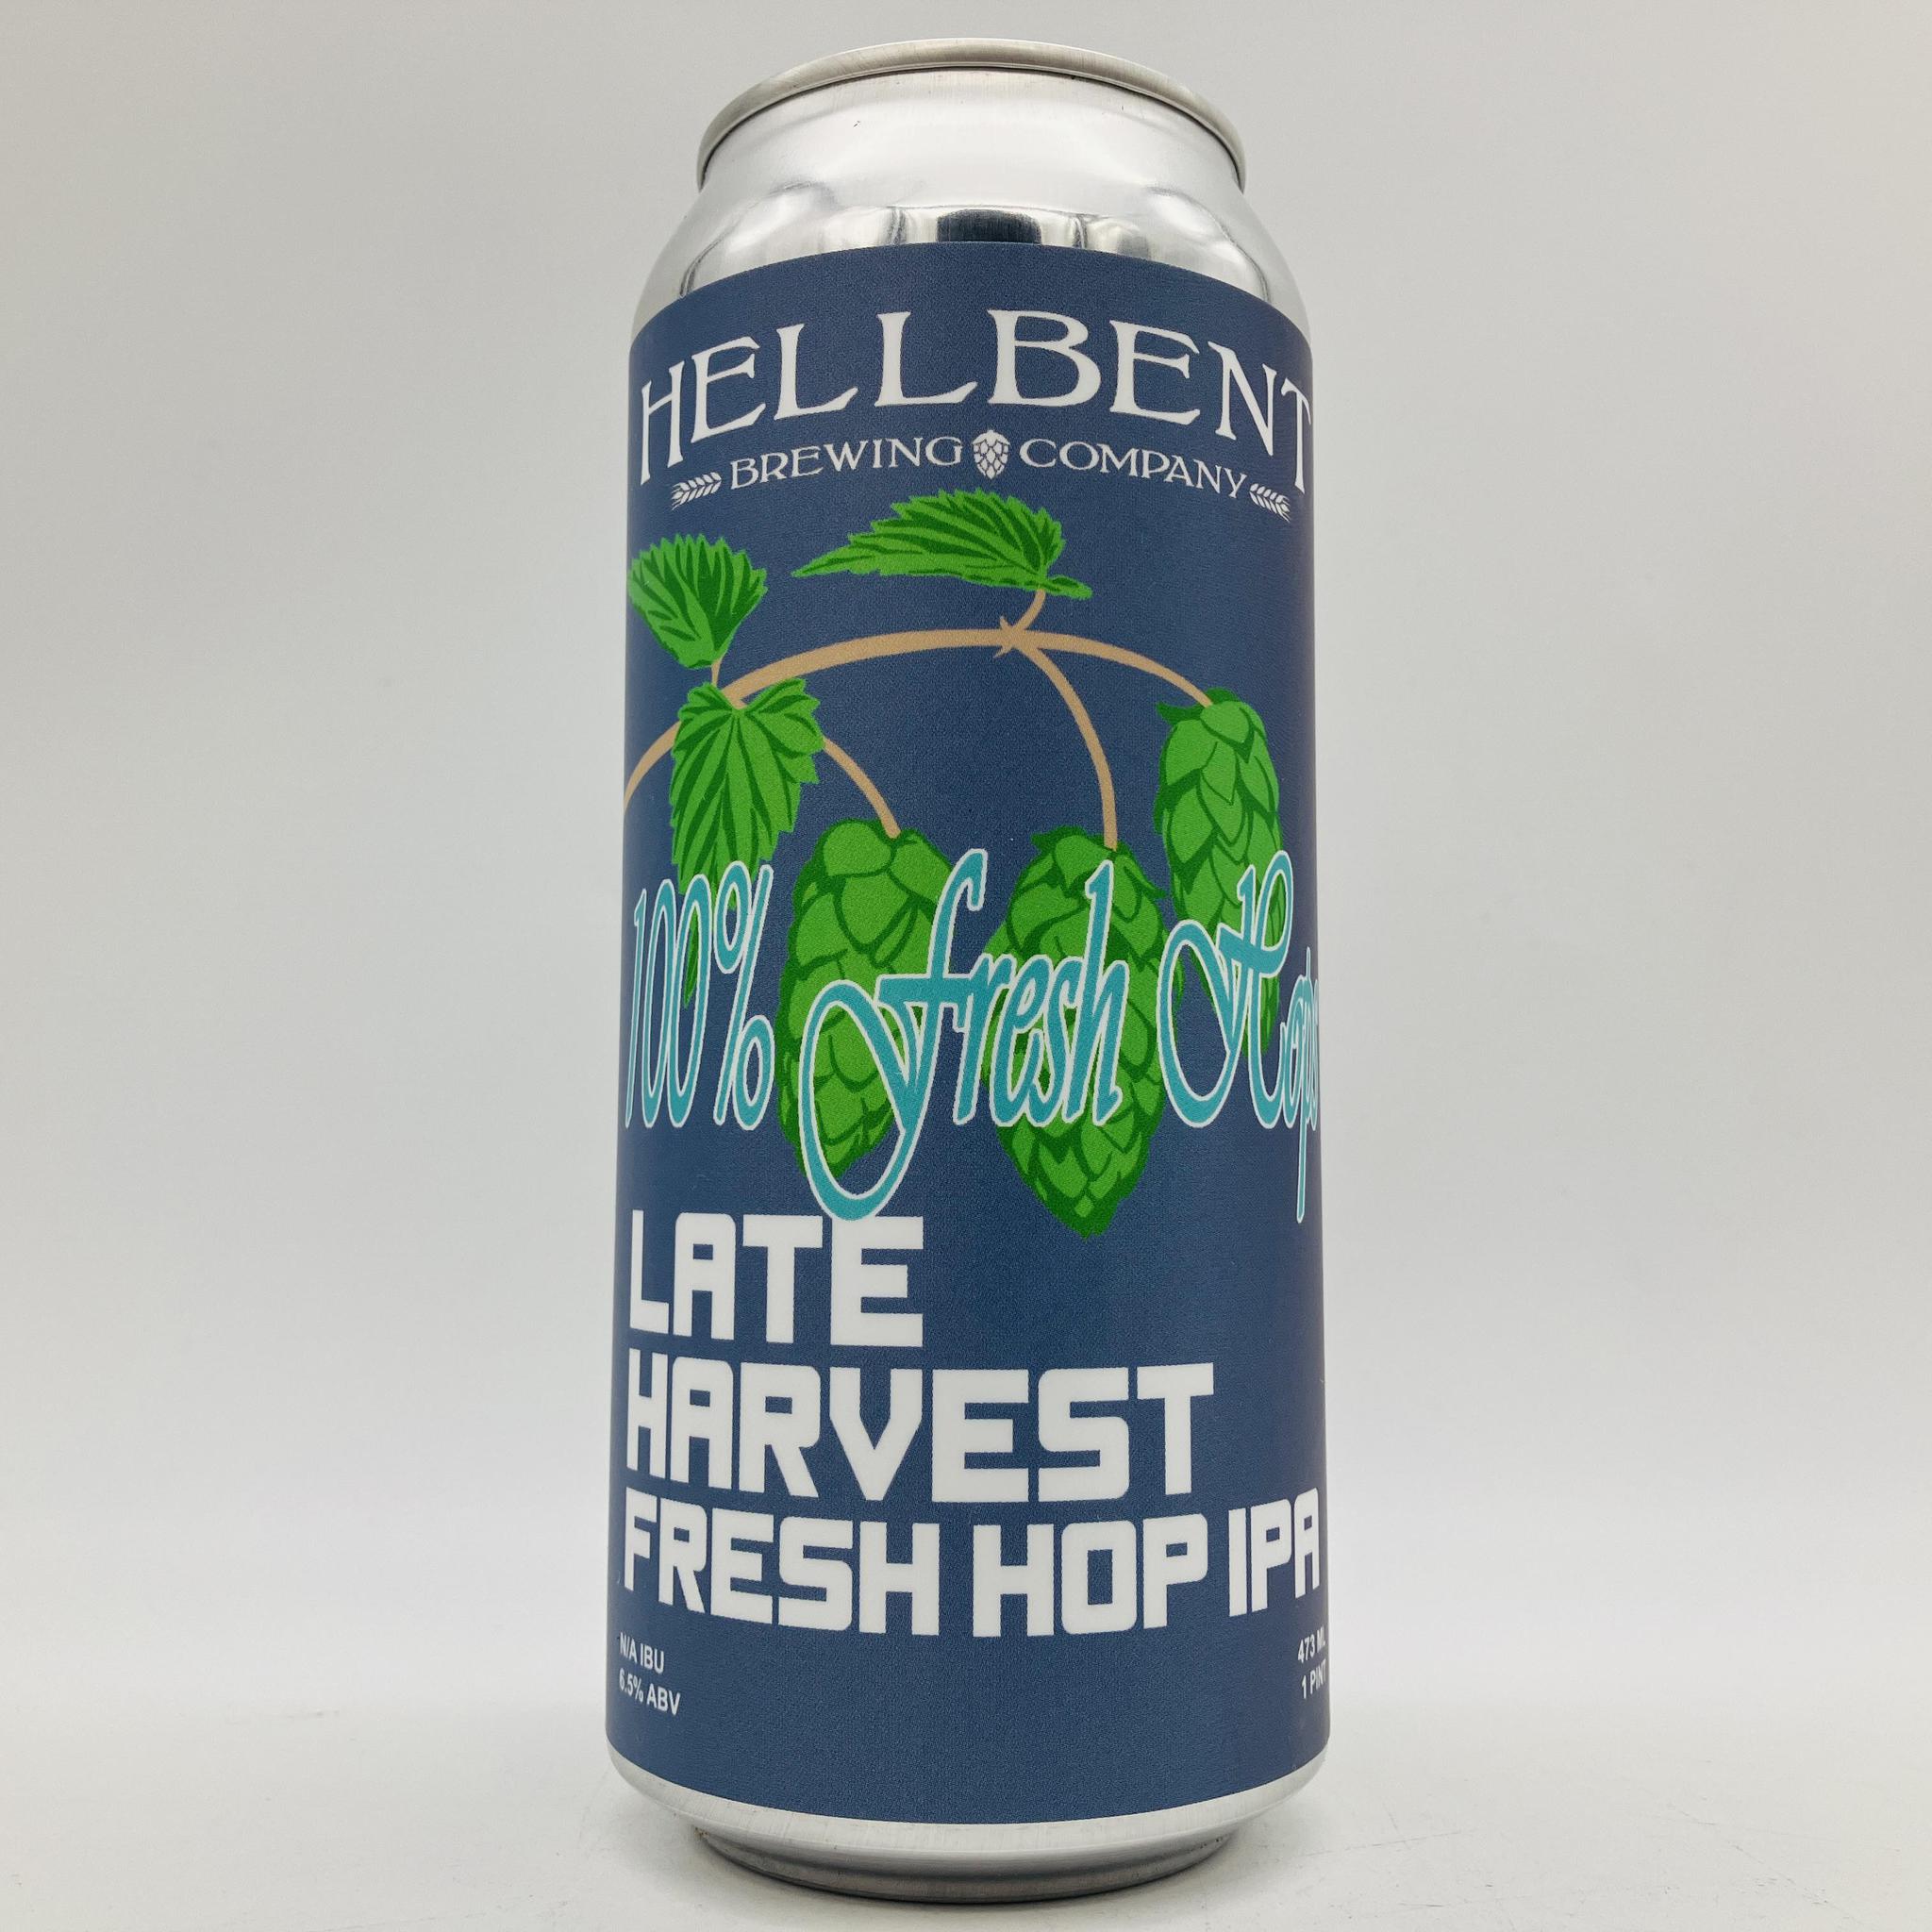 HELLBENT
BREWING COMPANY
100% Fresh Hops
LATE
HARVEST
FRESH HOP IPA
N/A IBU
6.5% ABV
473 ML
1 PINT